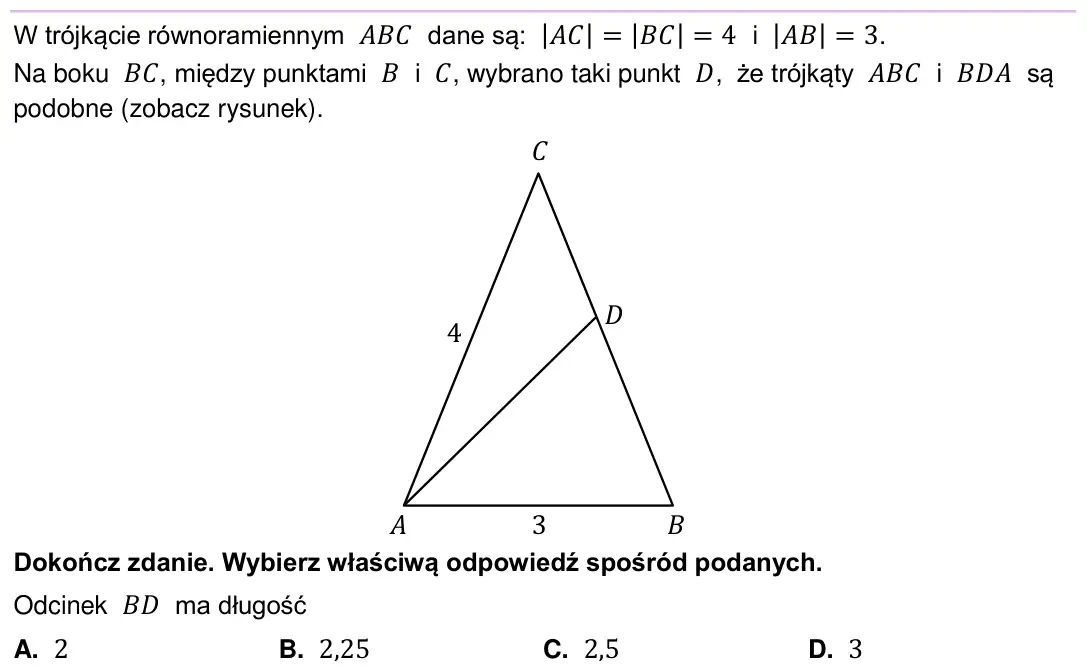 W trójkącie równoramiennym ABC dane są: |AC| = |BC| = 4 i |AB| = 3.
Na boku BC, między punktami B i C, wybrano taki punkt D, że trójkąty ABC i BDA są
podobne (zobacz rysunek).
C
D
4
A
3
B
Dokończ zdanie. Wybierz właściwą odpowiedź spośród podanych.
Odcinek BD ma długość
A. 2 B. 2,25 C. 2,5 D. 3